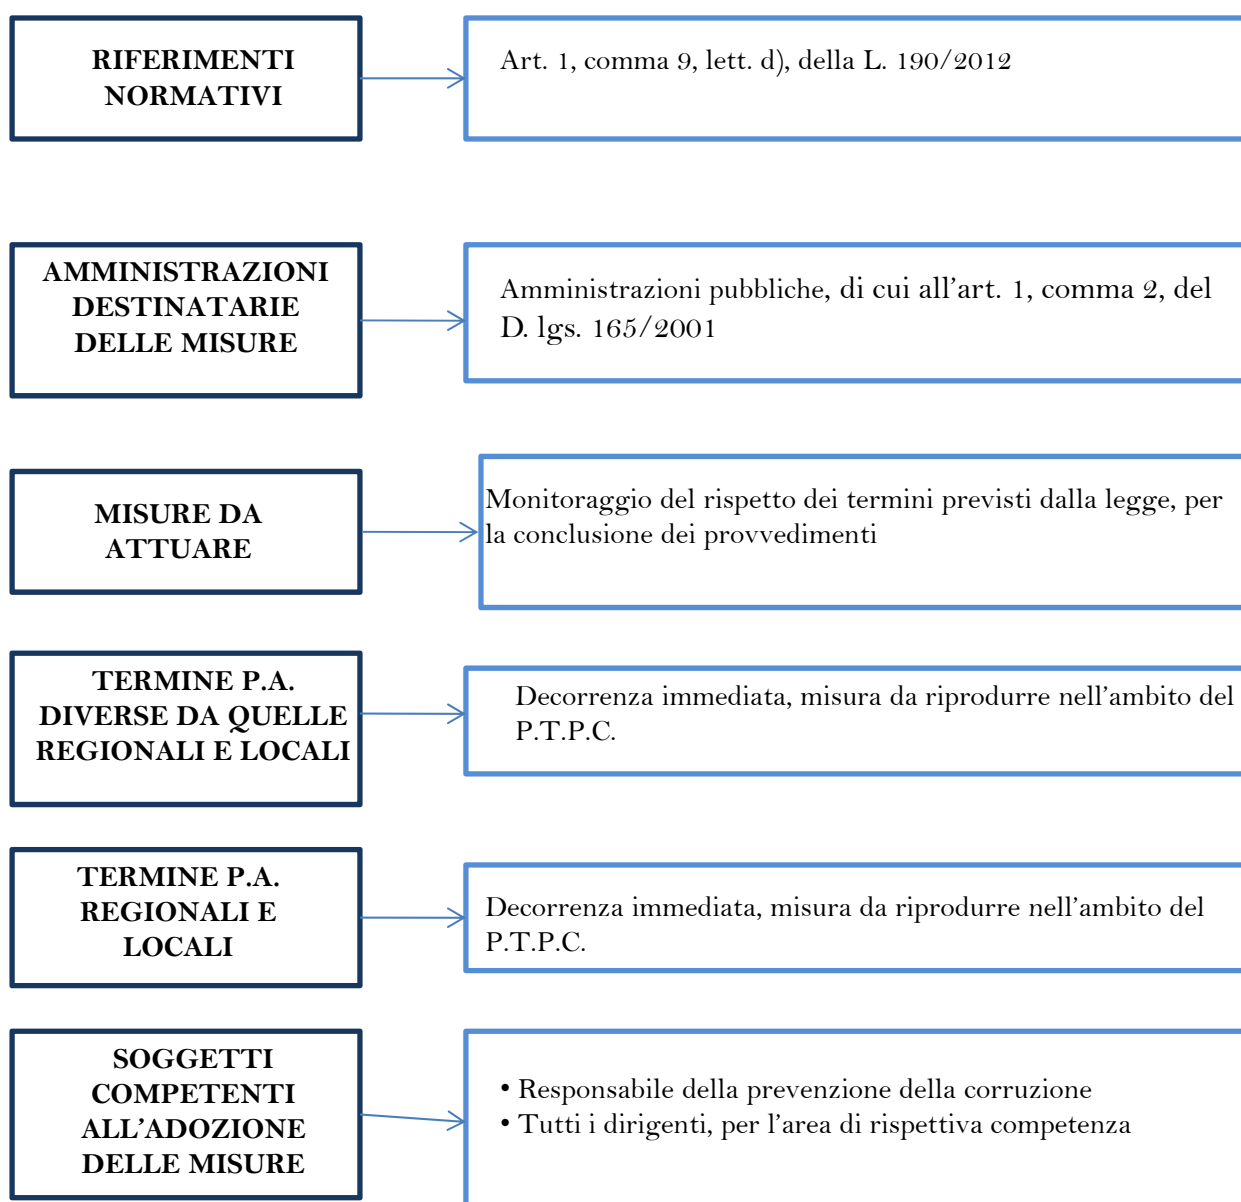 RIFERIMENTI
NORMATIVI
Art. 1, comma 9, lett. d), della L. 190/2012
AMMINISTRAZIONI
DESTINATARIE
DELLE MISURE
Amministrazioni pubbliche, di cui all’art. 1, comma 2, del
D. lgs. 165/2001
MISURE DA
ATTUARE
Monitoraggio del rispetto dei termini previsti dalla legge, per
la conclusione dei provvedimenti
TERMINE P.A.
DIVERSE DA QUELLE
REGIONALI E LOCALI
Decorrenza immediata, misura da riprodurre nell’ambito del
P.T.P.C.
TERMINE P.A.
REGIONALI E
LOCALI
Decorrenza immediata, misura da riprodurre nell’ambito del
P.T.P.C.
SOGGETTI
COMPETENTI
ALL’ADOZIONE
DELLE MISURE
• Responsabile della prevenzione della corruzione
• Tutti i dirigenti, per l’area di rispettiva competenza